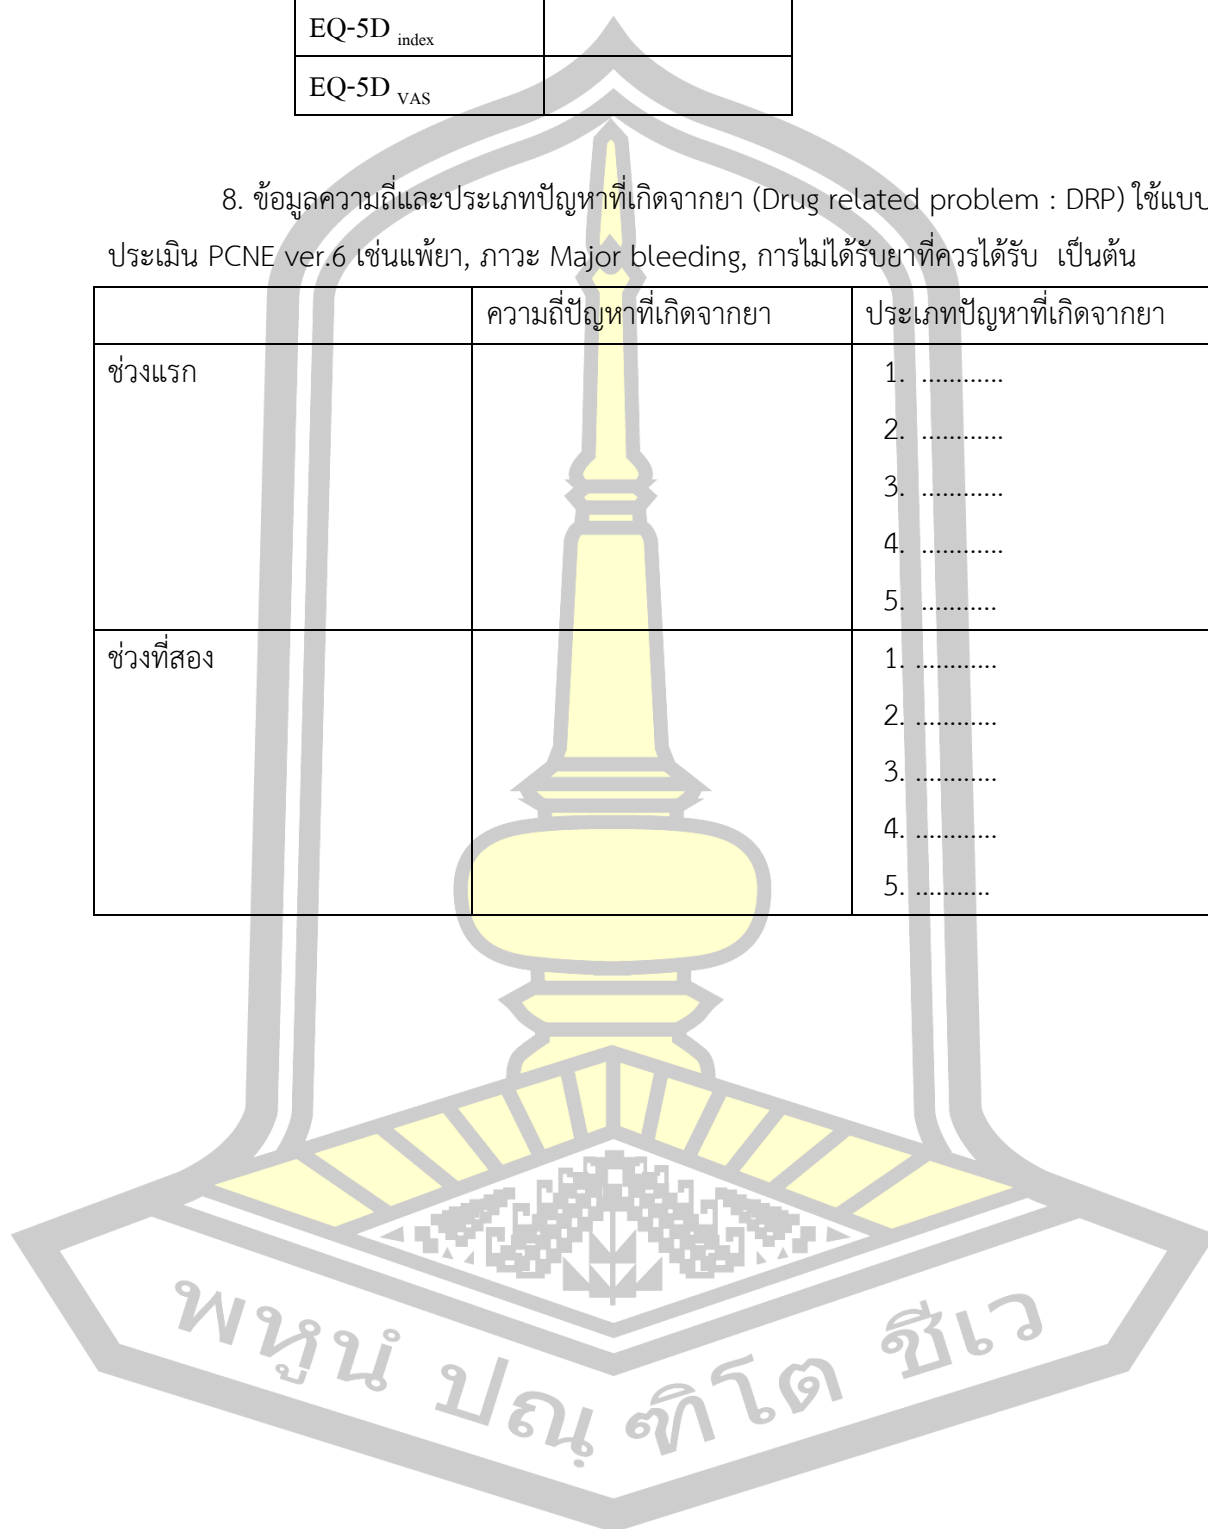 EQ-5D index
EQ-5D VAS
8. ข้อมูลความถี่และประเภทปัญหาที่เกิดจากยา (Drug related problem : DRP) ใช้แบบ
ประเมิน PCNE ver.6 เช่นแพ้ยา, ภาวะ Major bleeding, การไม่ได้รับยาที่ควรได้รับ เป็นต้น
ความถี่ปัญหาที่เกิดจากยา ประเภทปัญหาที่เกิดจากยา
ช่วงแรก 1. ............
2. ............
3. ............
4. ............
5. ...........
ช่วงที่สอง 1. ............
2. ............
3. ............
4. ............
5. ...........
พหูนํ ปณฺฑิโต ชีเว